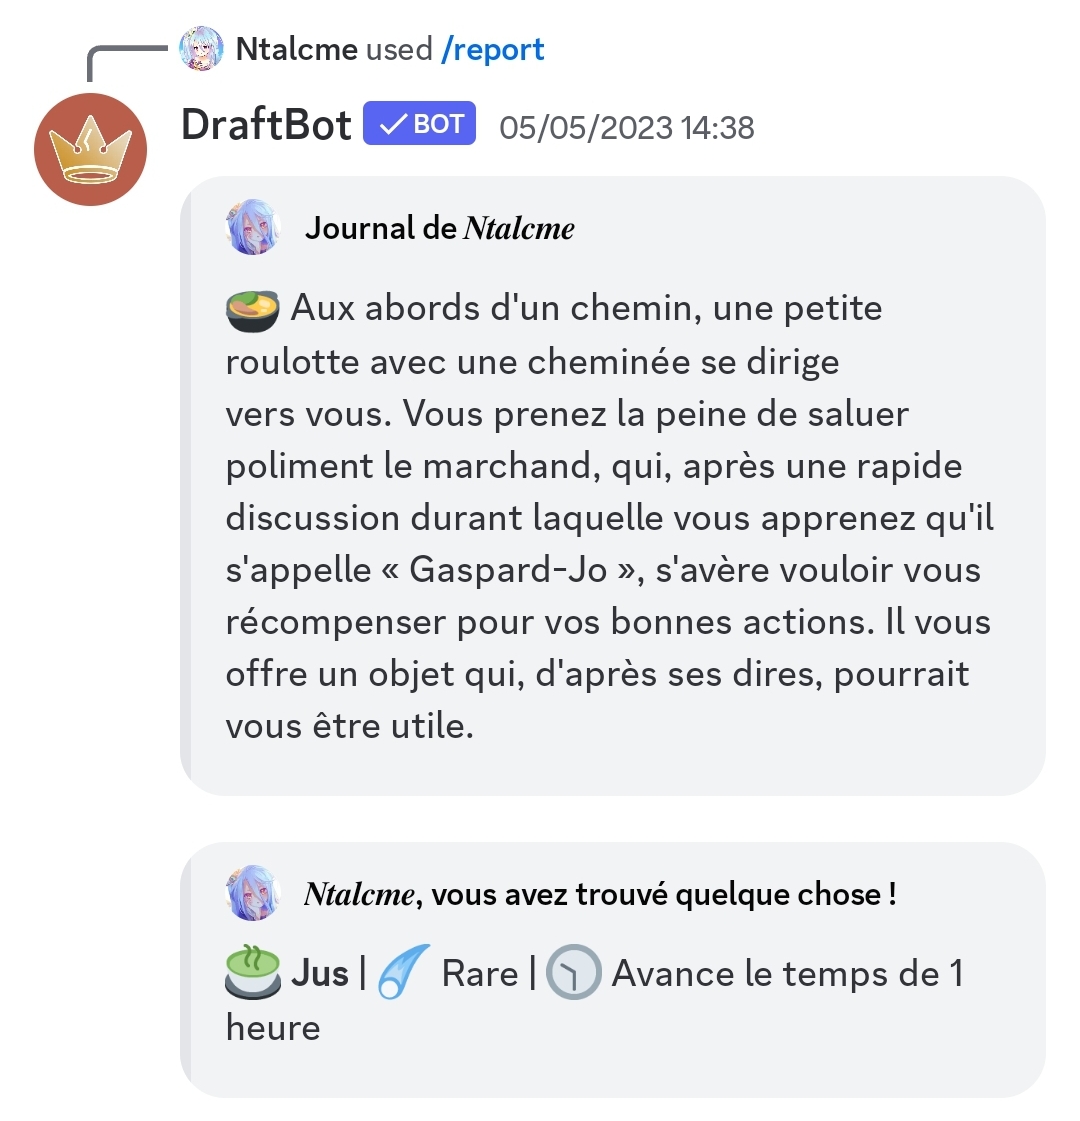 Ntalcme used /report
DraftBot BOT 05/05/2023 14:38
Journal de Ntalcme
Aux abords d'un chemin, une petite
roulotte avec une cheminée se dirige
vers vous. Vous prenez la peine de saluer
poliment le marchand, qui, après une rapide
discussion durant laquelle vous apprenez qu'il
s'appelle « Gaspard-Jo », s'avère vouloir vous
récompenser pour vos bonnes actions. Il vous
offre un objet qui, d'après ses dires, pourrait
vous être utile.
Ntalcme, vous avez trouvé quelque chose !
Jus | Rare | Avance le temps de 1
heure